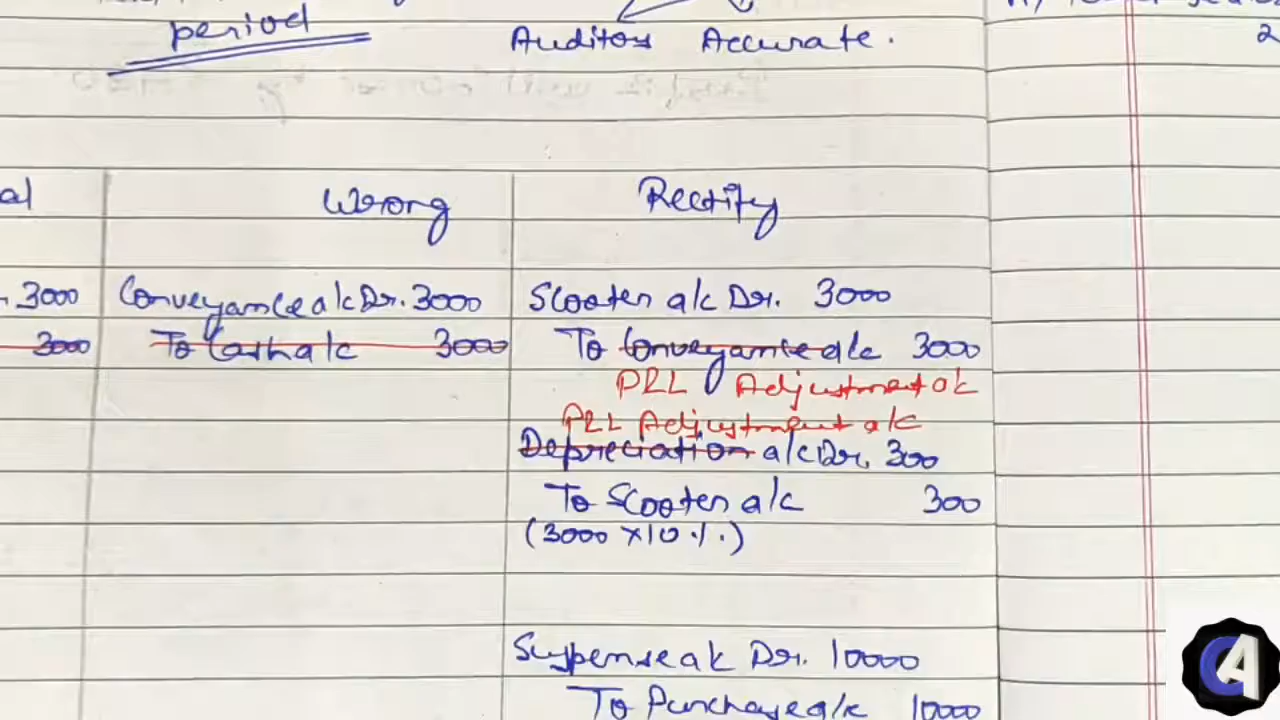 period
Auditors Accurate.
al Wrong Rectify
3000 Conveyance a/c Dr. 3000 Scooter a/c Dr. 3000
3000 To Cash a/c 3000 To Conveyance a/c 3000
P&L Adjustment a/c
P&L Adjustment a/c
Depreciation a/c Dr. 300
To Scooter a/c 300
(3000 x 10 %)
Suspense a/c Dr. 10000
To Purchase a/c 10000
CA